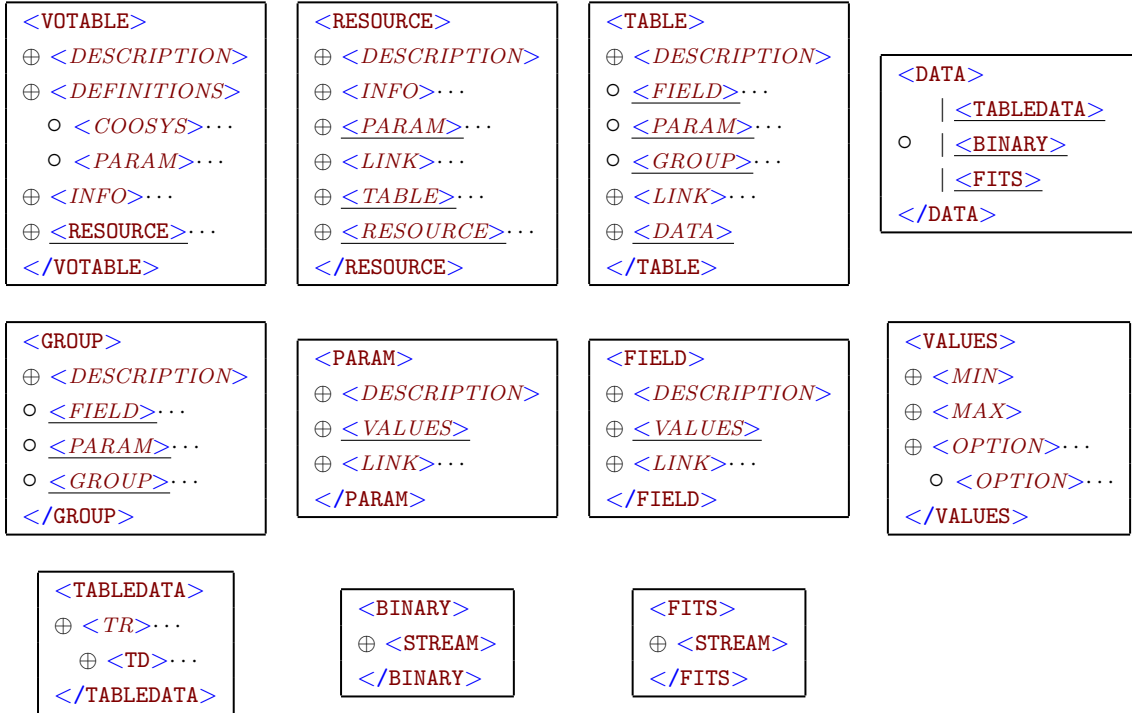 <VOTABLE>
⊕ <DESCRIPTION>
⊕ <DEFINITIONS>
○ <COOSYS>···
○ <PARAM>···
⊕ <INFO>···
⊕ <RESOURCE>···
</VOTABLE>
<RESOURCE>
⊕ <DESCRIPTION>
⊕ <INFO>···
⊕ <PARAM>···
⊕ <LINK>···
⊕ <TABLE>···
⊕ <RESOURCE>···
</RESOURCE>
<TABLE>
⊕ <DESCRIPTION>
○ <FIELD>···
○ <PARAM>···
○ <GROUP>···
⊕ <LINK>···
⊕ <DATA>
</TABLE>
<DATA>
| <TABLEDATA>
○ | <BINARY>
| <FITS>
</DATA>
<GROUP>
⊕ <DESCRIPTION>
○ <FIELD>···
○ <PARAM>···
○ <GROUP>···
</GROUP>
<PARAM>
⊕ <DESCRIPTION>
⊕ <VALUES>
⊕ <LINK>···
</PARAM>
<FIELD>
⊕ <DESCRIPTION>
⊕ <VALUES>
⊕ <LINK>···
</FIELD>
<VALUES>
⊕ <MIN>
⊕ <MAX>
⊕ <OPTION>···
○ <OPTION>···
</VALUES>
<TABLEDATA>
⊕ <TR>···
⊕ <TD>···
</TABLEDATA>
<BINARY>
⊕ <STREAM>
</BINARY>
<FITS>
⊕ <STREAM>
</FITS>